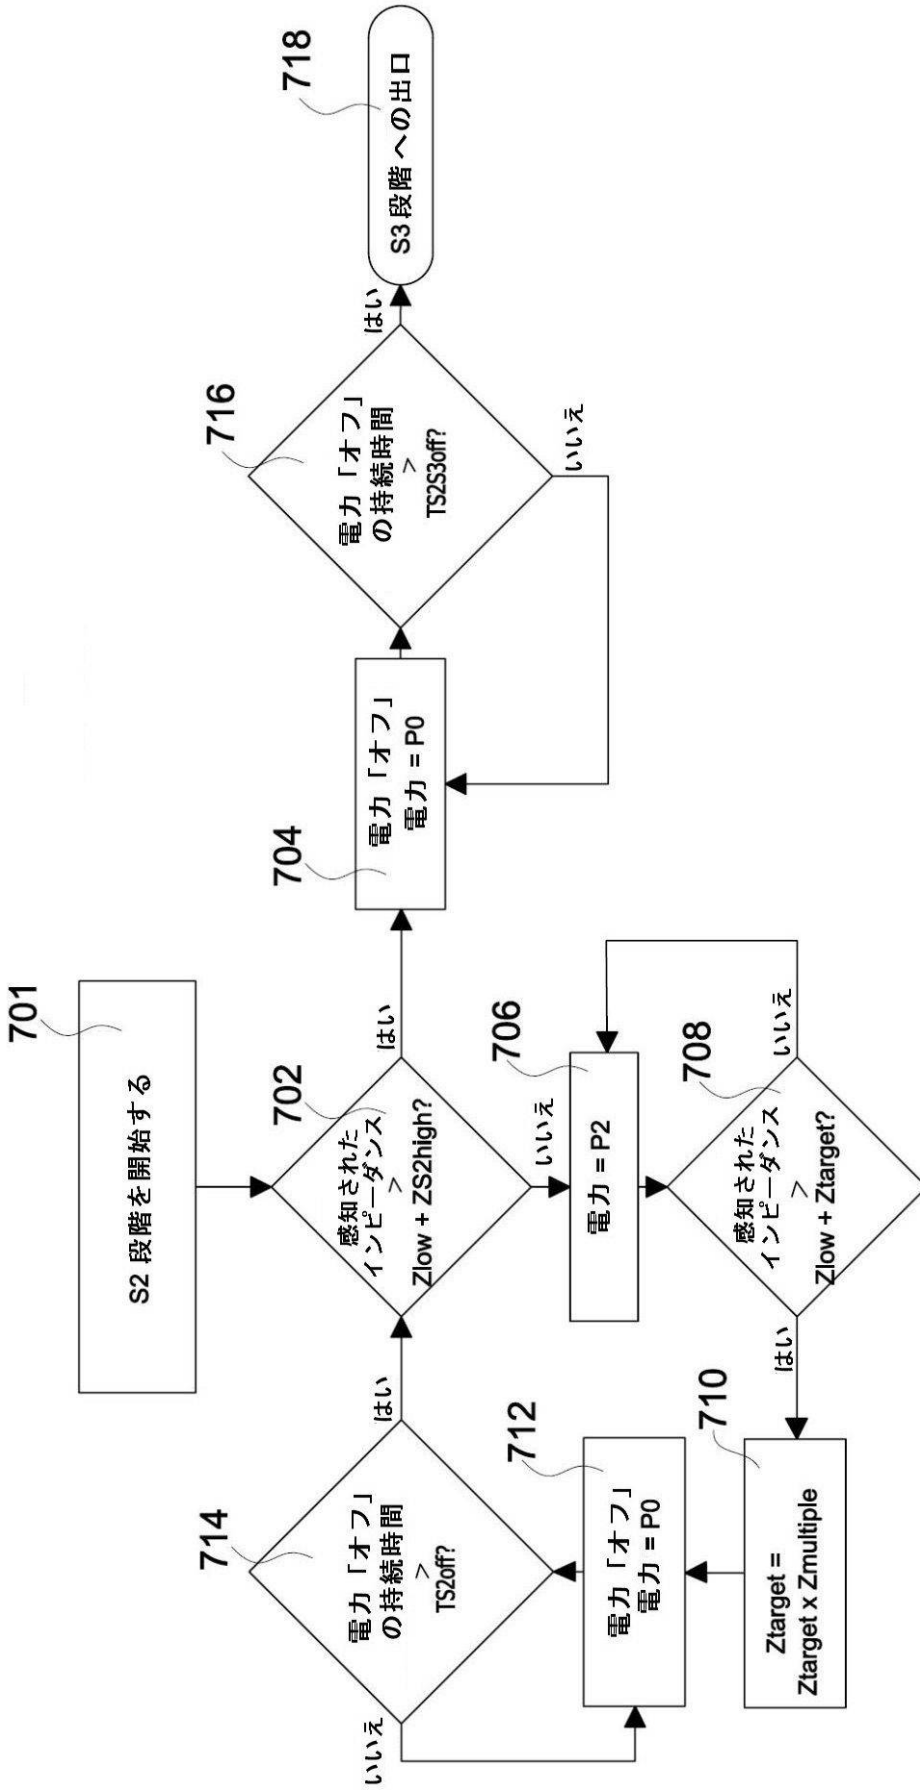 701
S2 段階を開始する
702
感知された
インピーダンス
>
Zlow + ZS2high?
はい
いいえ
704
電力「オフ」
電力 = P0
716
電力「オフ」
の持続時間
>
TS2S3off?
はい
いいえ
718
S3 段階 への出口
706
電力 = P2
708
感知された
インピーダンス
>
Zlow + Ztarget?
いいえ
はい
710
Ztarget =
Ztarget x Zmultiple
712
電力「オフ」
電力 = P0
714
電力「オフ」
の持続時間
>
TS2off?
はい
いいえ